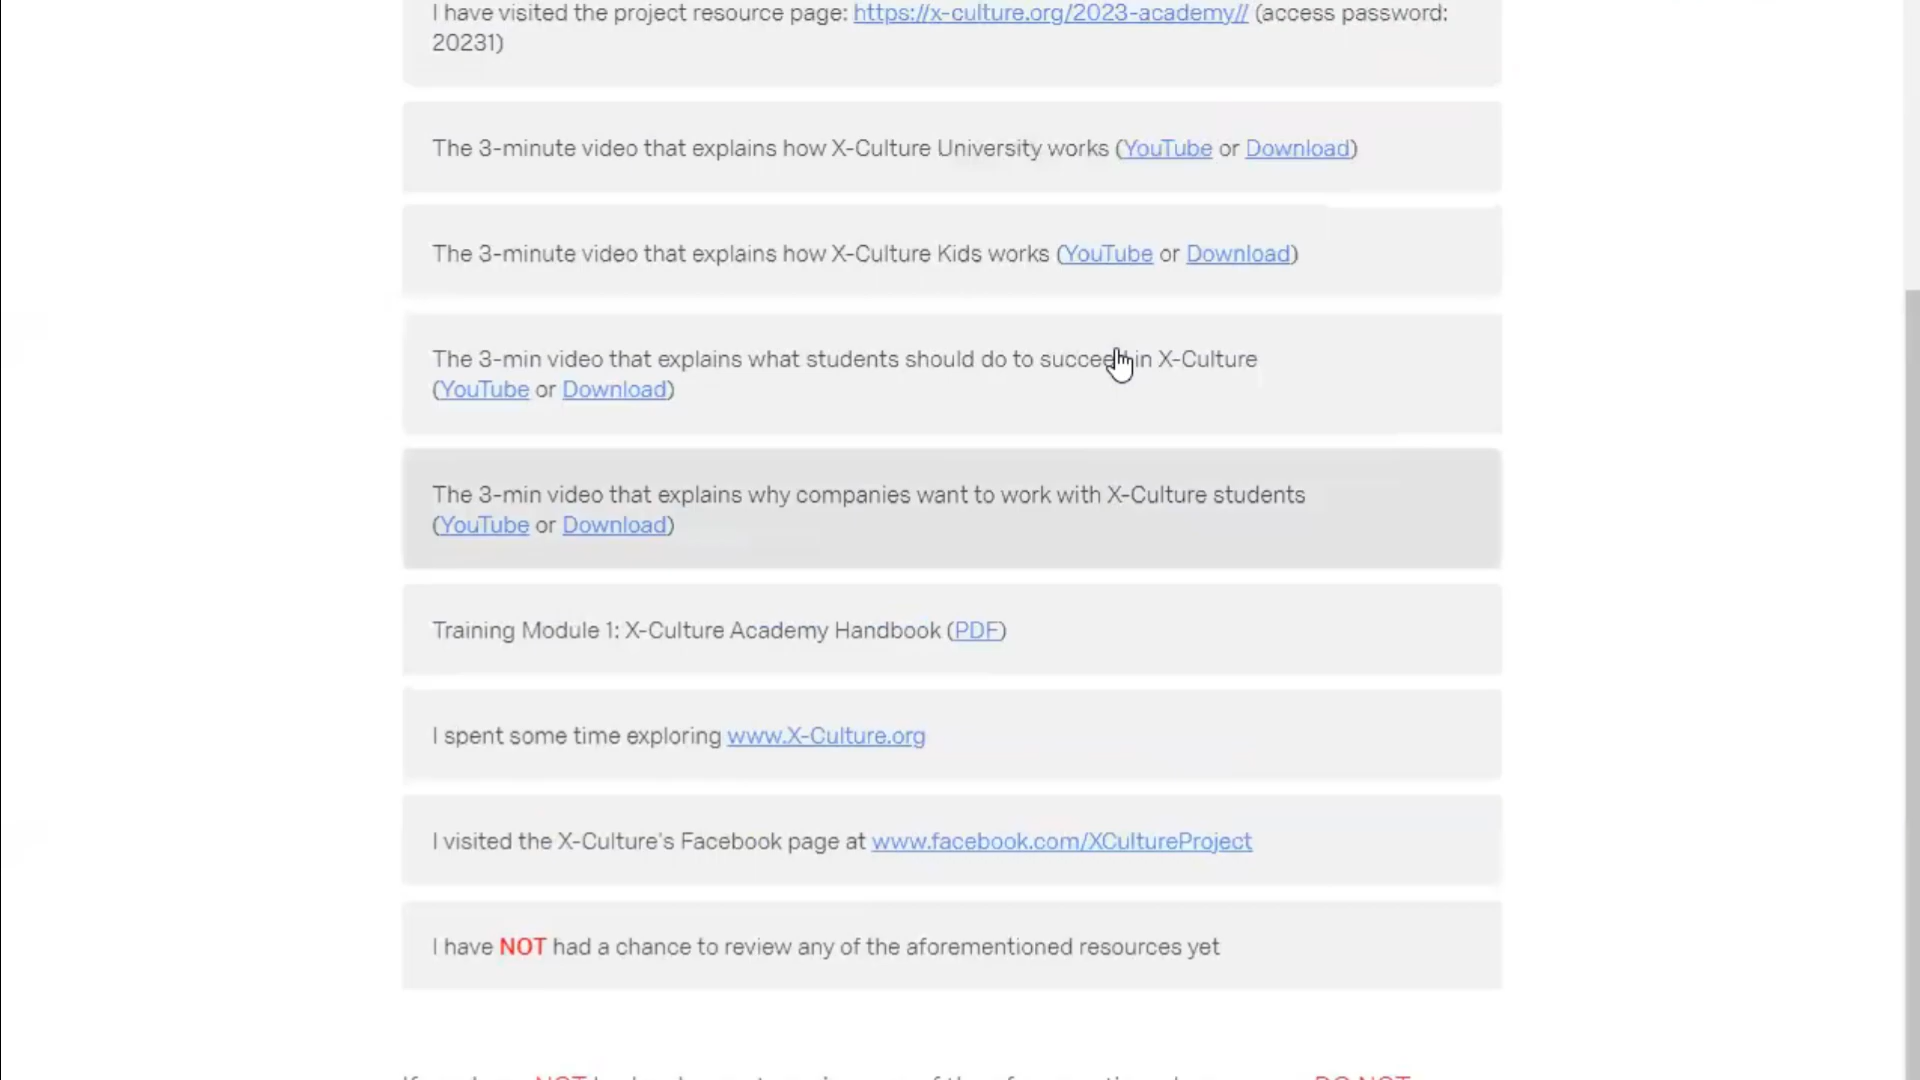 I have visited the project resource page: https://x-culture.org/2023-academy// (access password:
20231)
The 3-minute video that explains how X-Culture University works (YouTube or Download)
The 3-minute video that explains how X-Culture Kids works (YouTube or Download)
The 3-min video that explains what students should do to succeed in X-Culture
(YouTube or Download)
The 3-min video that explains why companies want to work with X-Culture students
(YouTube or Download)
Training Module 1: X-Culture Academy Handbook (PDF)
I spent some time exploring www.X-Culture.org
I visited the X-Culture's Facebook page at www.facebook.com/XCultureProject
I have NOT had a chance to review any of the aforementioned resources yet